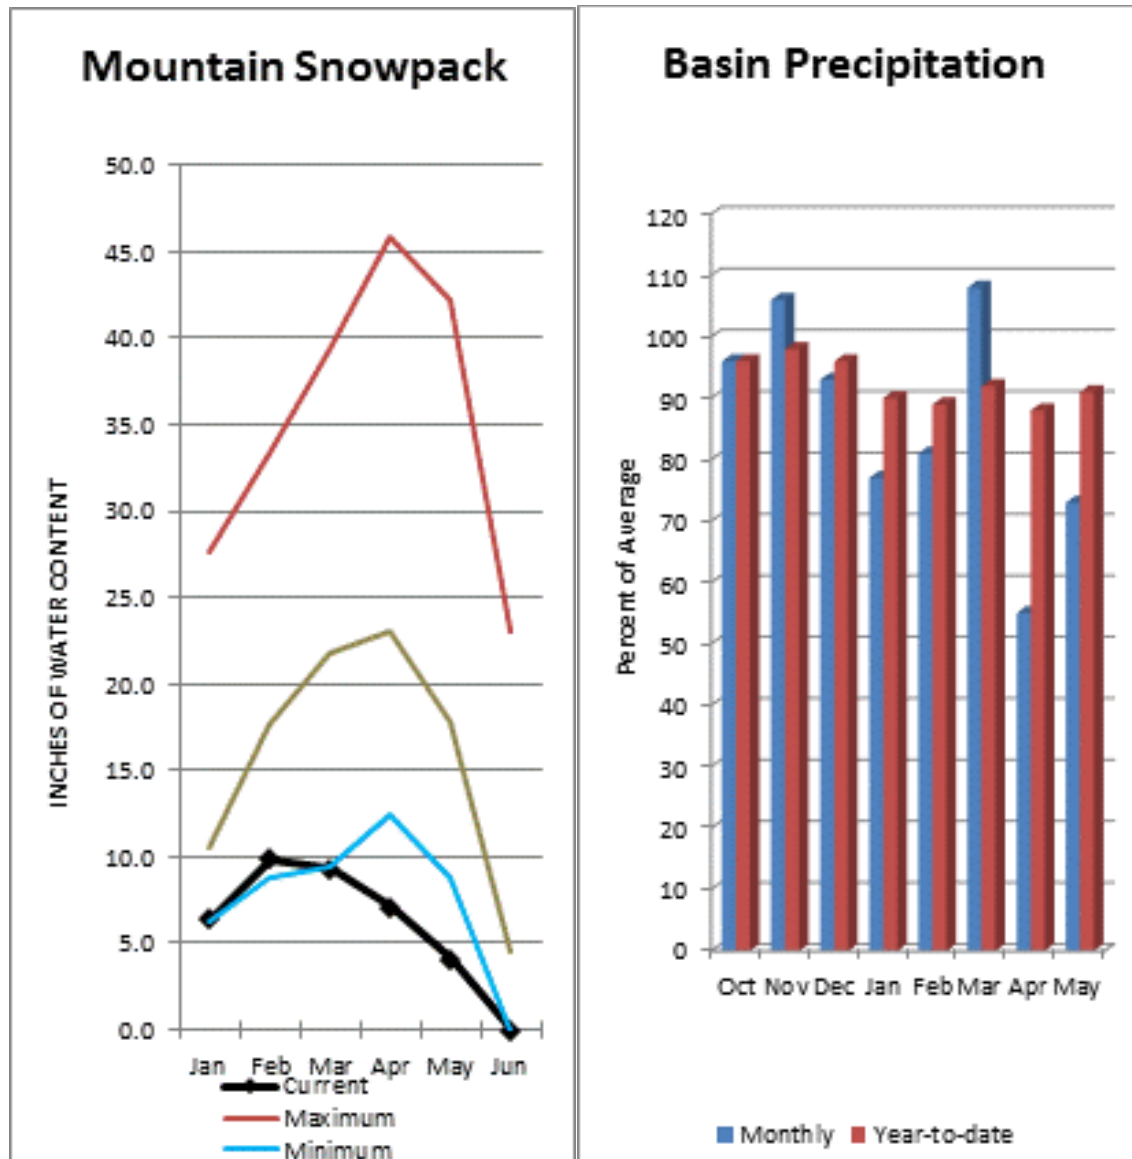 Mountain Snowpack
INCHES OF WATER CONTENT
50.0
45.0
40.0
35.0
30.0
25.0
20.0
15.0
10.0
5.0
0.0
Jan Feb Mar Apr May Jun
Current
Maximum
Minimum
Basin Precipitation
Percent of Average
120
110
100
90
80
70
60
50
40
30
20
10
0
Oct Nov Dec Jan Feb Mar Apr May
Monthly Year-to-date